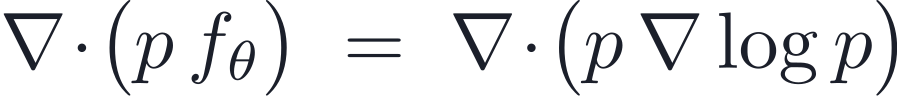 ∇·(p f_θ) = ∇·(p ∇ log p)